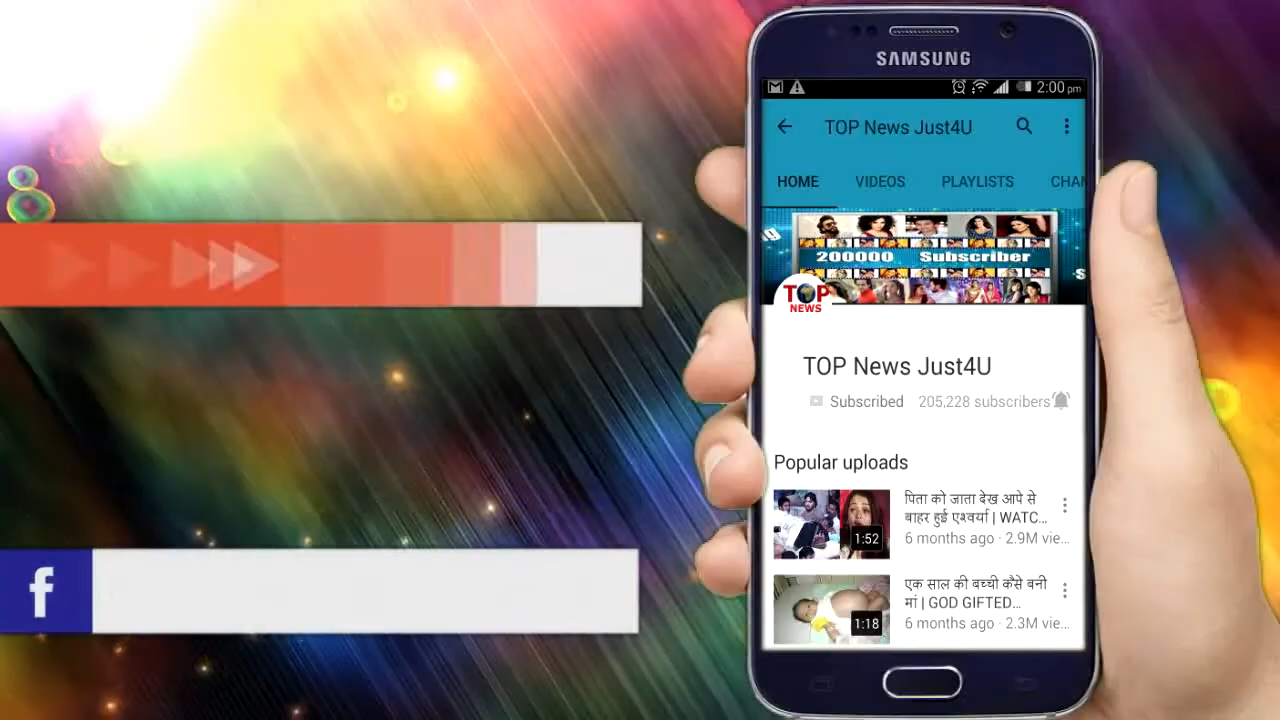 SAMSUNG
2:00 pm
TOP News Just4U
HOME VIDEOS PLAYLISTS CHAN
200000 Subscriber
TOP
NEWS
TOP News Just4U
Subscribed 205,228 subscribers
Popular uploads
पिता को जाता देख आपे से
बाहर हुई एश्वर्या | WATC...
6 months ago · 2.9M vie...
1:52
एक साल की बच्ची कैसे बनी
मां | GOD GIFTED...
6 months ago · 2.3M vie...
1:18
f